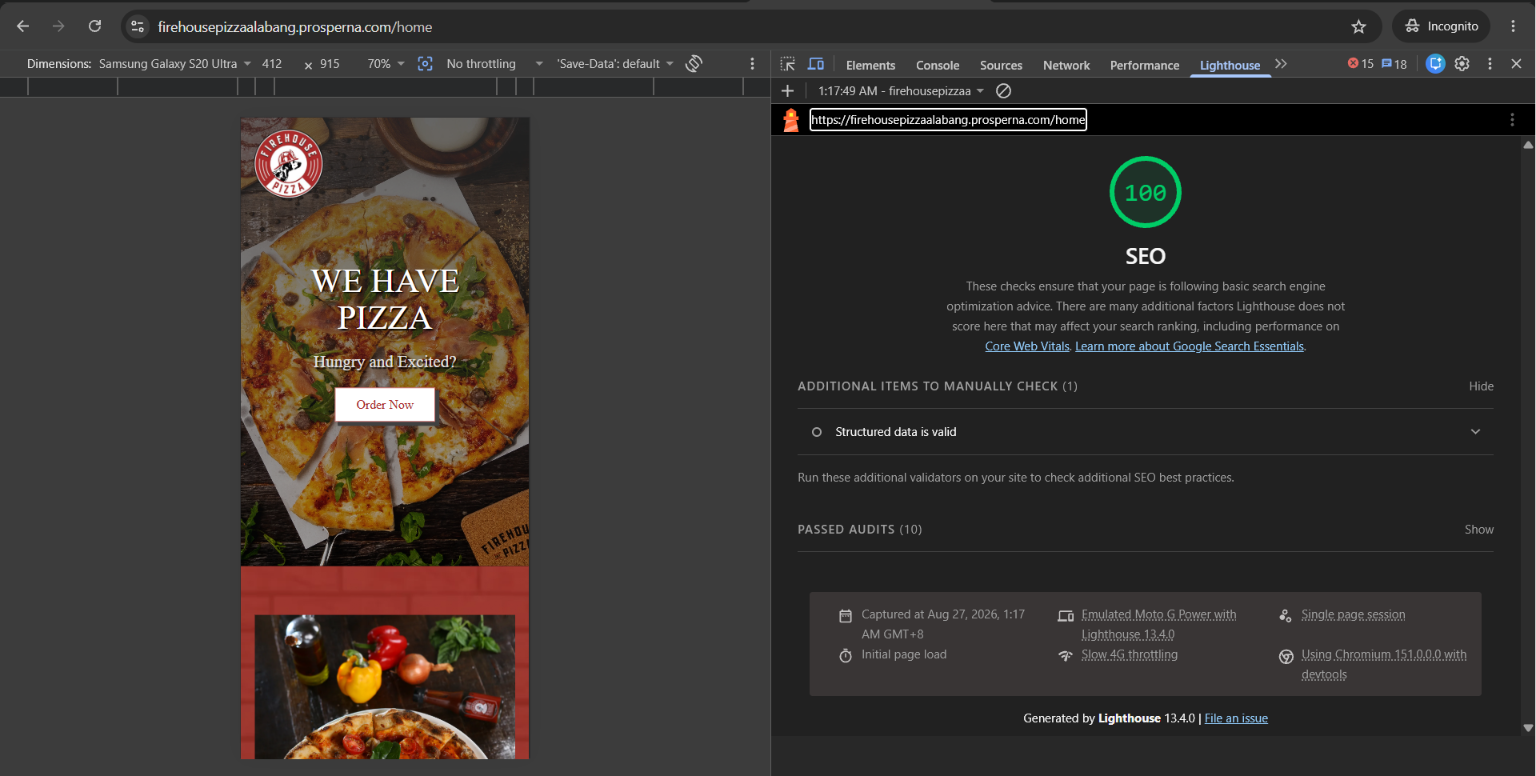 firehousepizzaalabang.prosperna.com/home
Incognito
Dimensions: Samsung Galaxy S20 Ultra 412 x 915 70% No throttling 'Save-Data': default
Elements Console Sources Network Performance Lighthouse 15 18
1:17:49 AM - firehousepizzaa
https://firehousepizzaalabang.prosperna.com/home
FIREHOUSE
PIZZA
WE HAVE
PIZZA
Hungry and Excited?
Order Now
FIREHOU
PIZZ
100
SEO
These checks ensure that your page is following basic search engine
optimization advice. There are many additional factors Lighthouse does not
score here that may affect your search ranking, including performance on
Core Web Vitals. Learn more about Google Search Essentials.
ADDITIONAL ITEMS TO MANUALLY CHECK (1) Hide
Structured data is valid
Run these additional validators on your site to check additional SEO best practices.
PASSED AUDITS (10) Show
Captured at Aug 27, 2026, 1:17
AM GMT+8
Initial page load
Emulated Moto G Power with
Lighthouse 13.4.0
Slow 4G throttling
Single page session
Using Chromium 151.0.0.0 with
devtools
Generated by Lighthouse 13.4.0 | File an issue